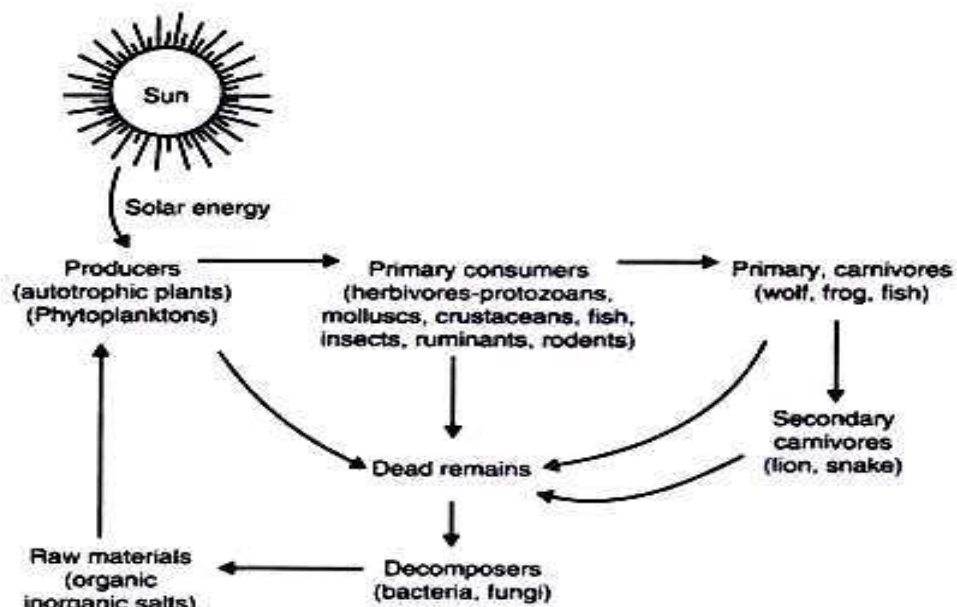 Sun
Solar energy
Producers
(autotrophic plants)
(Phytoplanktons)
Primary consumers
(herbivores-protozoans,
molluscs, crustaceans, fish,
insects, ruminants, rodents)
Primary, carnivores
(wolf, frog, fish)
Secondary
carnivores
(lion, snake)
Dead remains
Decomposers
(bacteria, fungi)
Raw materials
(organic
inorganic salts)